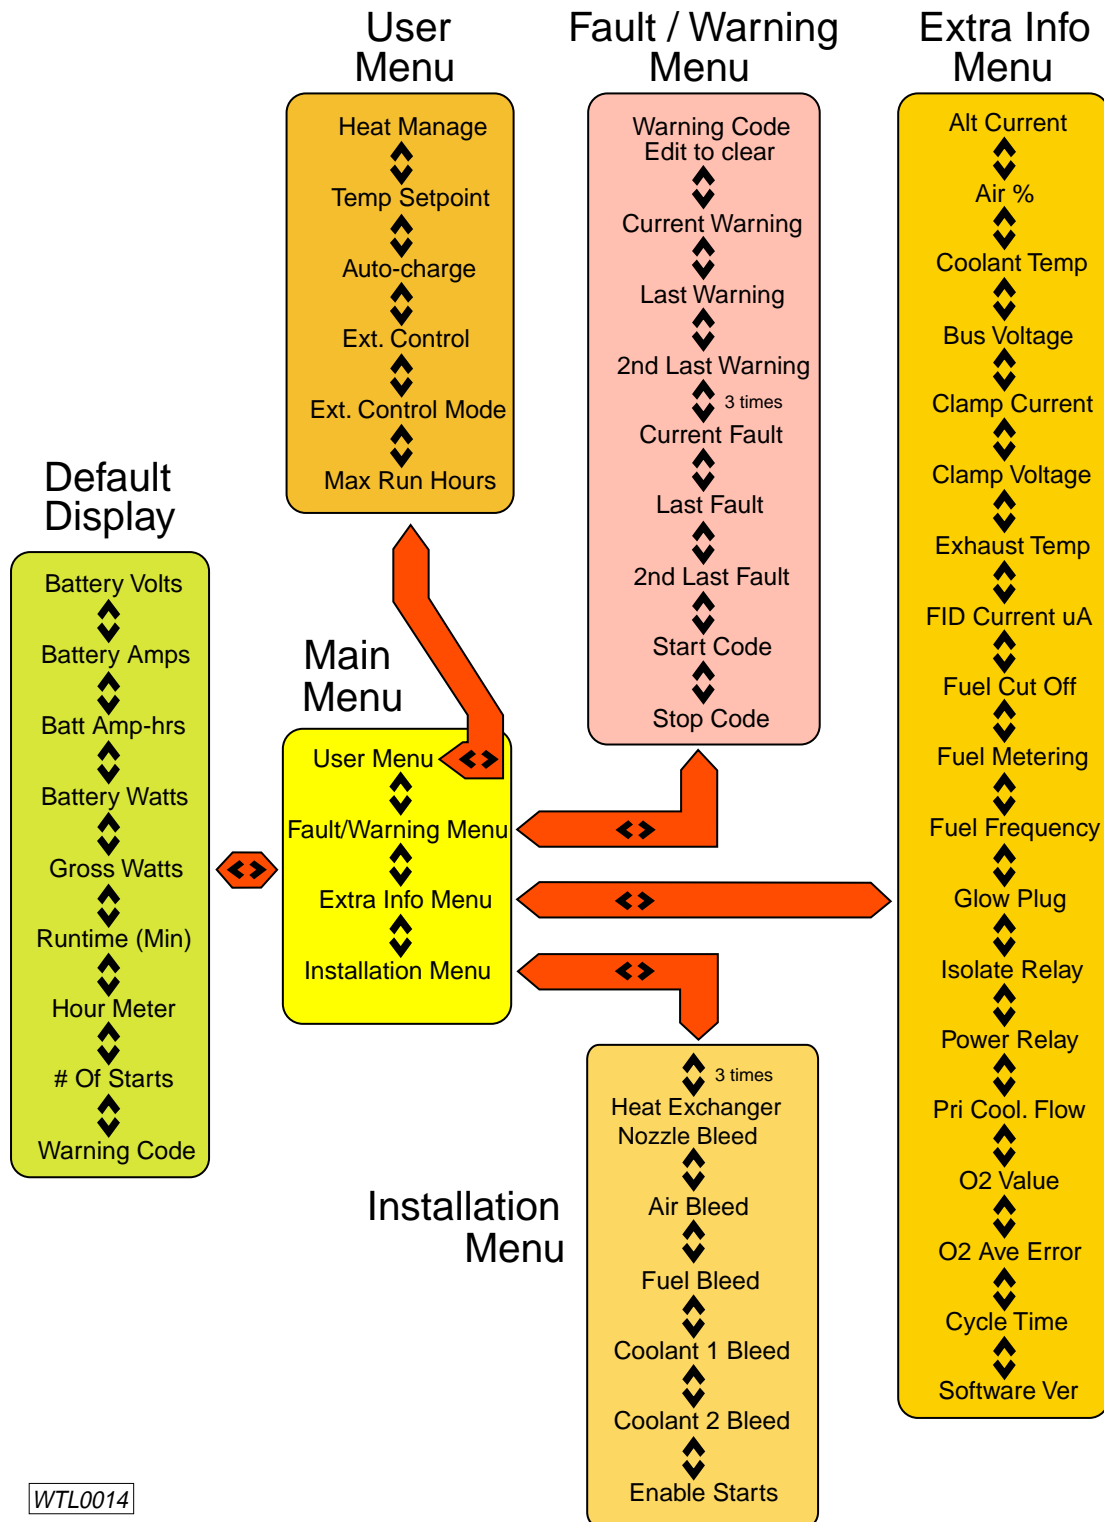 User
Menu
Heat Manage
Temp Setpoint
Auto-charge
Ext. Control
Ext. Control Mode
Max Run Hours
Fault / Warning
Menu
Warning Code
Edit to clear
Current Warning
Last Warning
2nd Last Warning
3 times
Current Fault
Last Fault
2nd Last Fault
Start Code
Stop Code
Extra Info
Menu
Alt Current
Air %
Coolant Temp
Bus Voltage
Clamp Current
Clamp Voltage
Exhaust Temp
FID Current uA
Fuel Cut Off
Fuel Metering
Fuel Frequency
Glow Plug
Isolate Relay
Power Relay
Pri Cool. Flow
O2 Value
O2 Ave Error
Cycle Time
Software Ver
Default
Display
Battery Volts
Battery Amps
Batt Amp-hrs
Battery Watts
Gross Watts
Runtime (Min)
Hour Meter
# Of Starts
Warning Code
Main
Menu
User Menu
Fault/Warning Menu
Extra Info Menu
Installation Menu
Installation
Menu
3 times
Heat Exchanger
Nozzle Bleed
Air Bleed
Fuel Bleed
Coolant 1 Bleed
Coolant 2 Bleed
Enable Starts
WTL0014